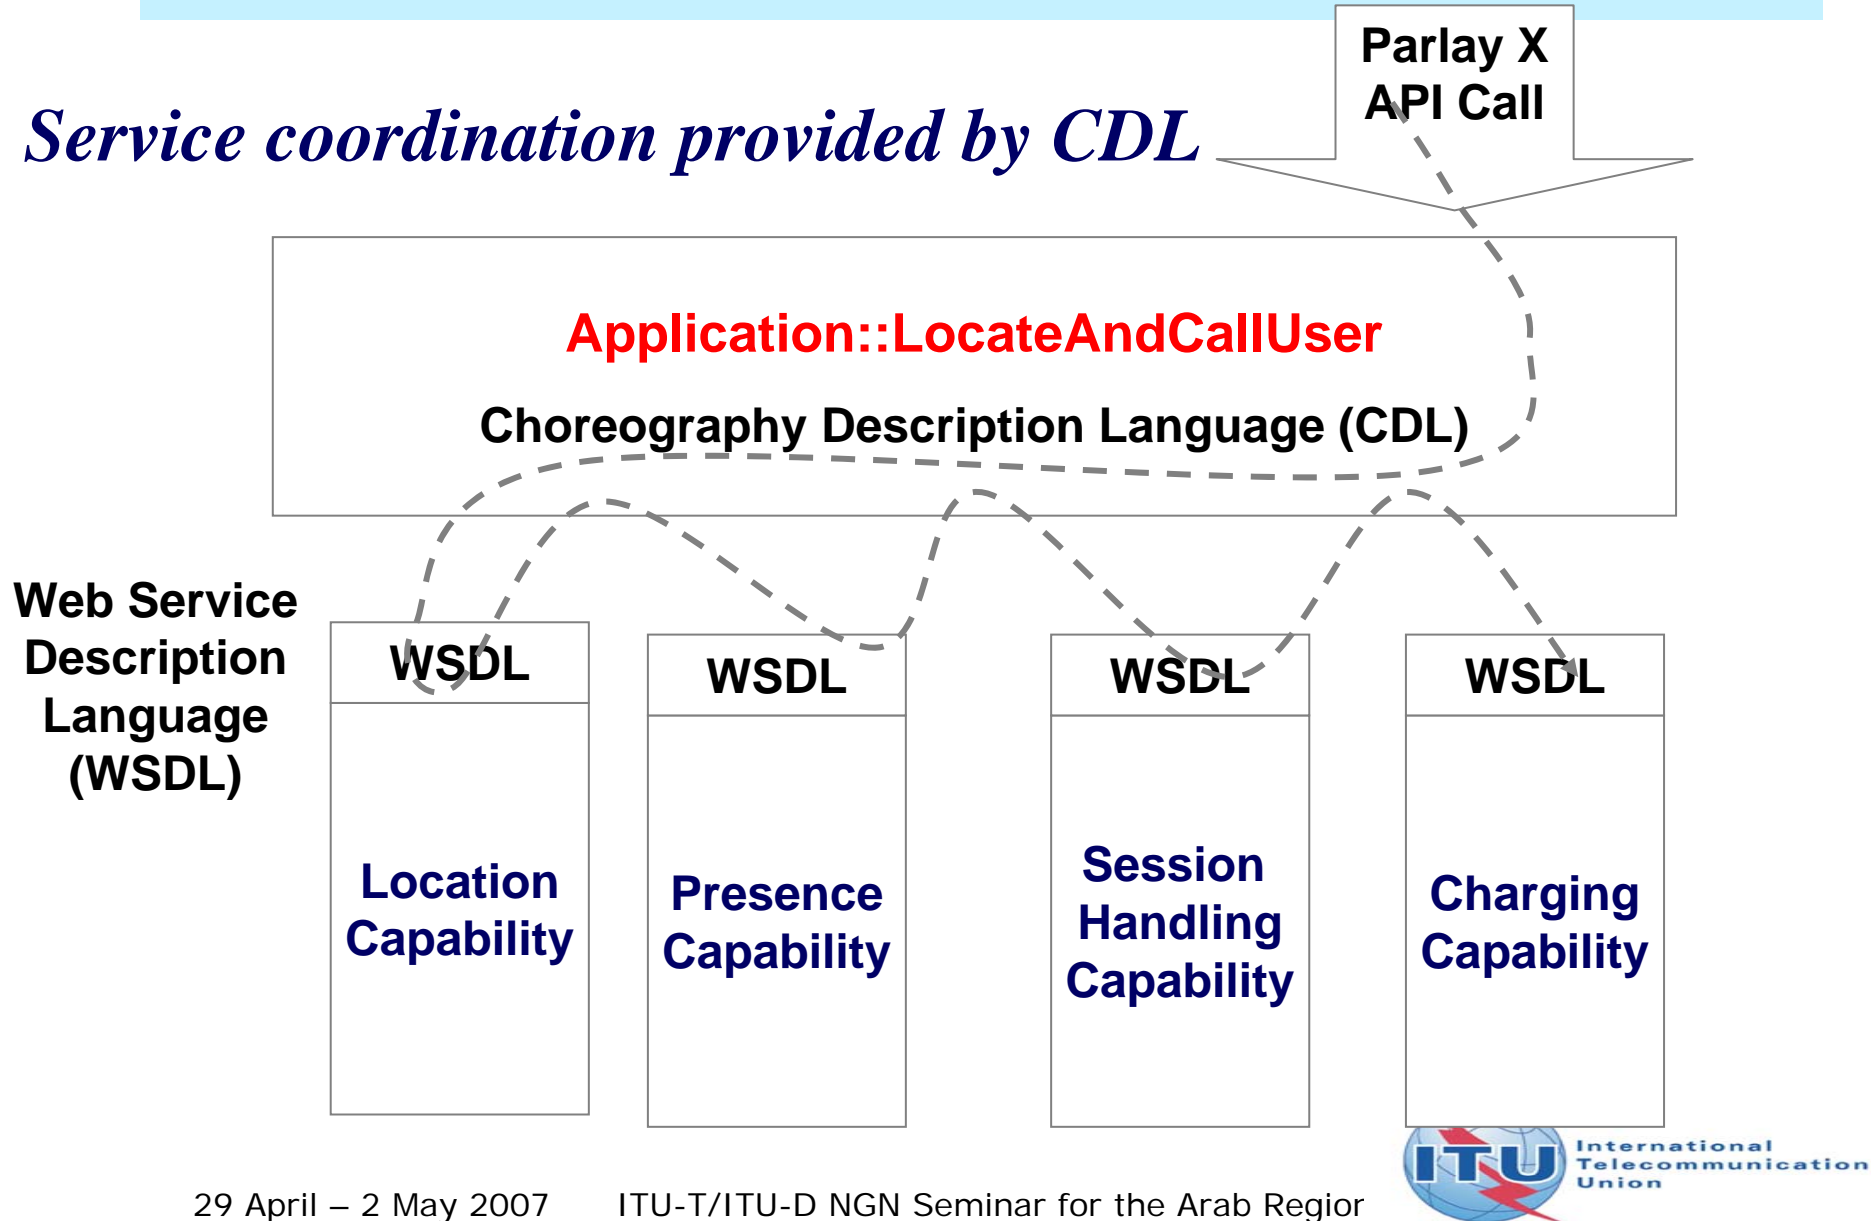 Parlay X
API Call
Service coordination provided by CDL
Application::LocateAndCallUser
Choreography Description Language (CDL)
Web Service
Description
Language
(WSDL)
WSDL
WSDL
WSDL
WSDL
Location
Capability
Presence
Capability
Session
Handling
Capability
Charging
Capability
ITU
International
Telecommunication
Union
29 April – 2 May 2007 ITU-T/ITU-D NGN Seminar for the Arab Regior